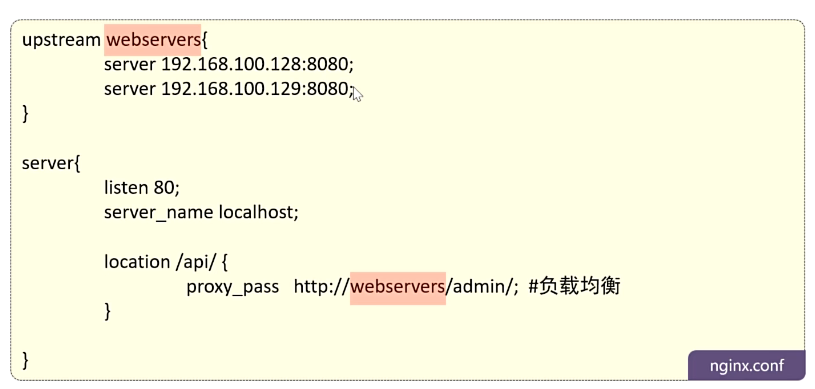 upstream webservers{
server 192.168.100.128:8080;
server 192.168.100.129:8080;
}
server{
listen 80;
server_name localhost;
location /api/ {
proxy_pass http://webservers/admin/; #负载均衡
}
}
nginx.conf